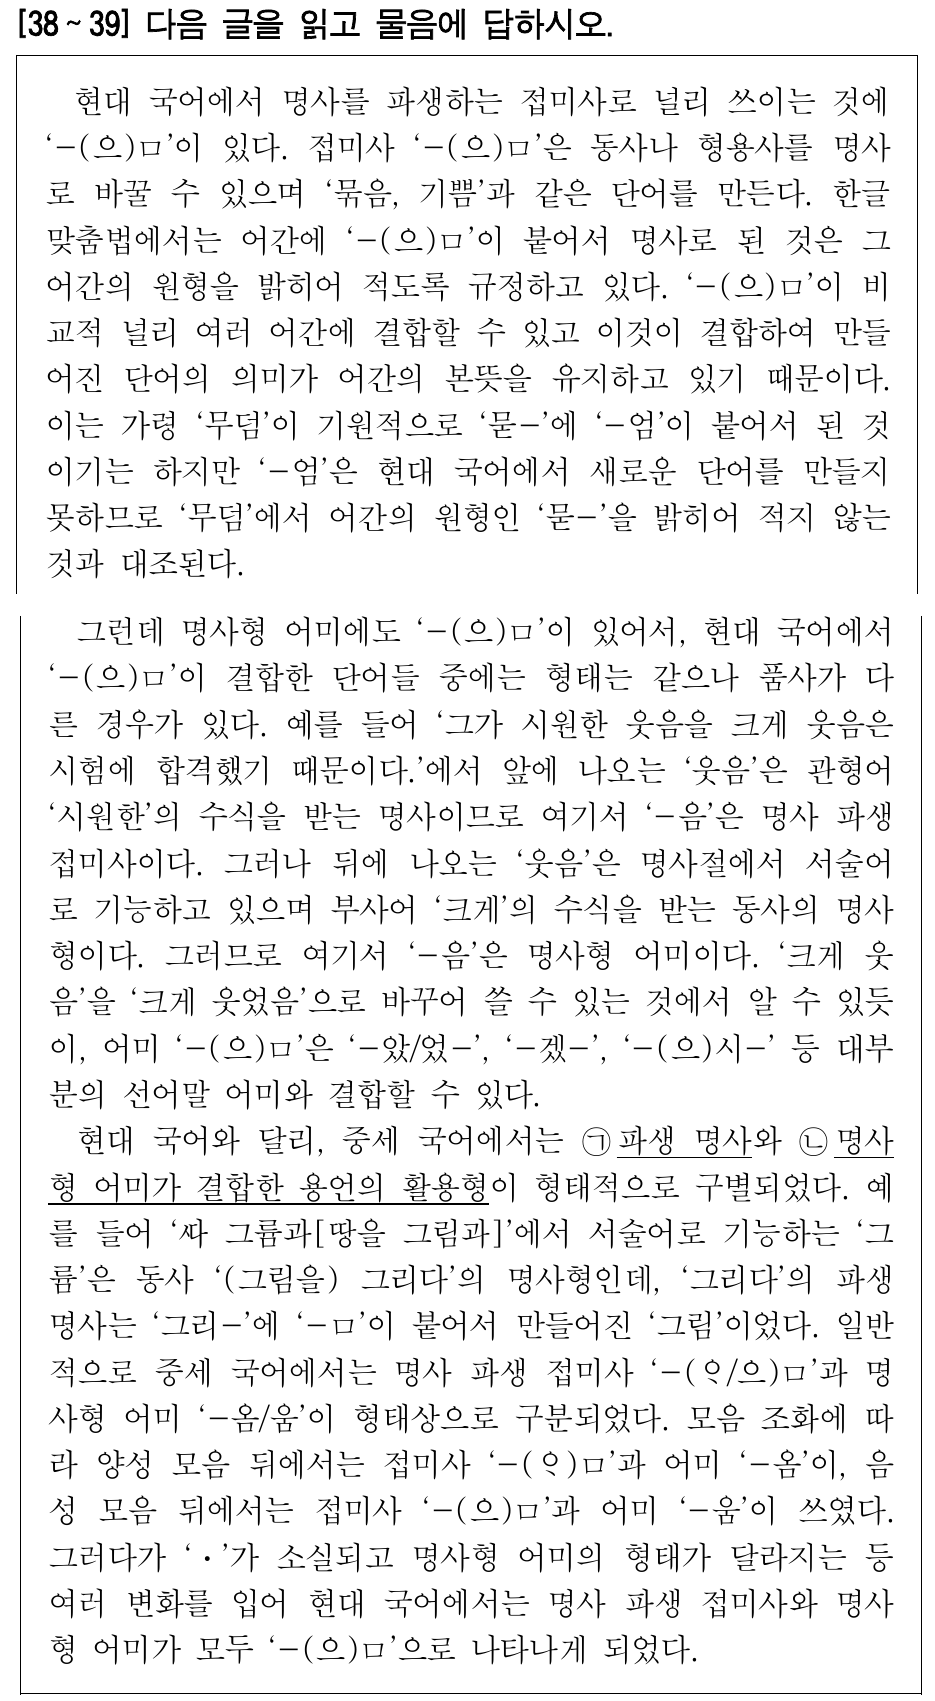 [38 ~ 39] 다음 글을 읽고 물음에 답하시오.
현대 국어에서 명사를 파생하는 접미사로 널리 쓰이는 것에
‘-(으)ㅁ’이 있다. 접미사 ‘-(으)ㅁ’은 동사나 형용사를 명사
로 바꿀 수 있으며 ‘묶음, 기쁨’과 같은 단어를 만든다. 한글
맞춤법에서는 어간에 ‘-(으)ㅁ’이 붙어서 명사로 된 것은 그
어간의 원형을 밝히어 적도록 규정하고 있다. ‘-(으)ㅁ’이 비
교적 널리 여러 어간에 결합할 수 있고 이것이 결합하여 만들
어진 단어의 의미가 어간의 본뜻을 유지하고 있기 때문이다.
이는 가령 ‘무덤’이 기원적으로 ‘묻-’에 ‘-엄’이 붙어서 된 것
이기는 하지만 ‘-엄’은 현대 국어에서 새로운 단어를 만들지
못하므로 ‘무덤’에서 어간의 원형인 ‘묻-’을 밝히어 적지 않는
것과 대조된다.
그런데 명사형 어미에도 ‘-(으)ㅁ’이 있어서, 현대 국어에서
‘-(으)ㅁ’이 결합한 단어들 중에는 형태는 같으나 품사가 다
른 경우가 있다. 예를 들어 ‘그가 시원한 웃음을 크게 웃음은
시험에 합격했기 때문이다.’에서 앞에 나오는 ‘웃음’은 관형어
‘시원한’의 수식을 받는 명사이므로 여기서 ‘-음’은 명사 파생
접미사이다. 그러나 뒤에 나오는 ‘웃음’은 명사절에서 서술어
로 기능하고 있으며 부사어 ‘크게’의 수식을 받는 동사의 명사
형이다. 그러므로 여기서 ‘-음’은 명사형 어미이다. ‘크게 웃
음’을 ‘크게 웃었음’으로 바꾸어 쓸 수 있는 것에서 알 수 있듯
이, 어미 ‘-(으)ㅁ’은 ‘-았/었-’, ‘-겠-’, ‘-(으)시-’ 등 대부
분의 선어말 어미와 결합할 수 있다.
현대 국어와 달리, 중세 국어에서는 ㉠파생 명사와 ㉡명사
형 어미가 결합한 용언의 활용형이 형태적으로 구별되었다. 예
를 들어 ‘ᄯᅡ 그륨과[땅을 그림과]’에서 서술어로 기능하는 ‘그
륨’은 동사 ‘(그림을) 그리다’의 명사형인데, ‘그리다’의 파생
명사는 ‘그리-’에 ‘-ㅁ’이 붙어서 만들어진 ‘그림’이었다. 일반
적으로 중세 국어에서는 명사 파생 접미사 ‘-(ᄋᆞ/으)ㅁ’과 명
사형 어미 ‘-옴/움’이 형태상으로 구분되었다. 모음 조화에 따
라 양성 모음 뒤에서는 접미사 ‘-(ᄋᆞ)ㅁ’과 어미 ‘-옴’이, 음
성 모음 뒤에서는 접미사 ‘-(으)ㅁ’과 어미 ‘-움’이 쓰였다.
그러다가 ‘ㆍ’가 소실되고 명사형 어미의 형태가 달라지는 등
여러 변화를 입어 현대 국어에서는 명사 파생 접미사와 명사
형 어미가 모두 ‘-(으)ㅁ’으로 나타나게 되었다.